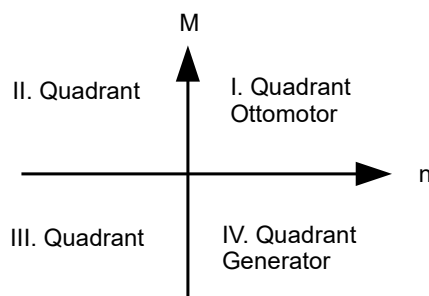 M
II. Quadrant
I. Quadrant
Ottomotor
n
III. Quadrant
IV. Quadrant
Generator